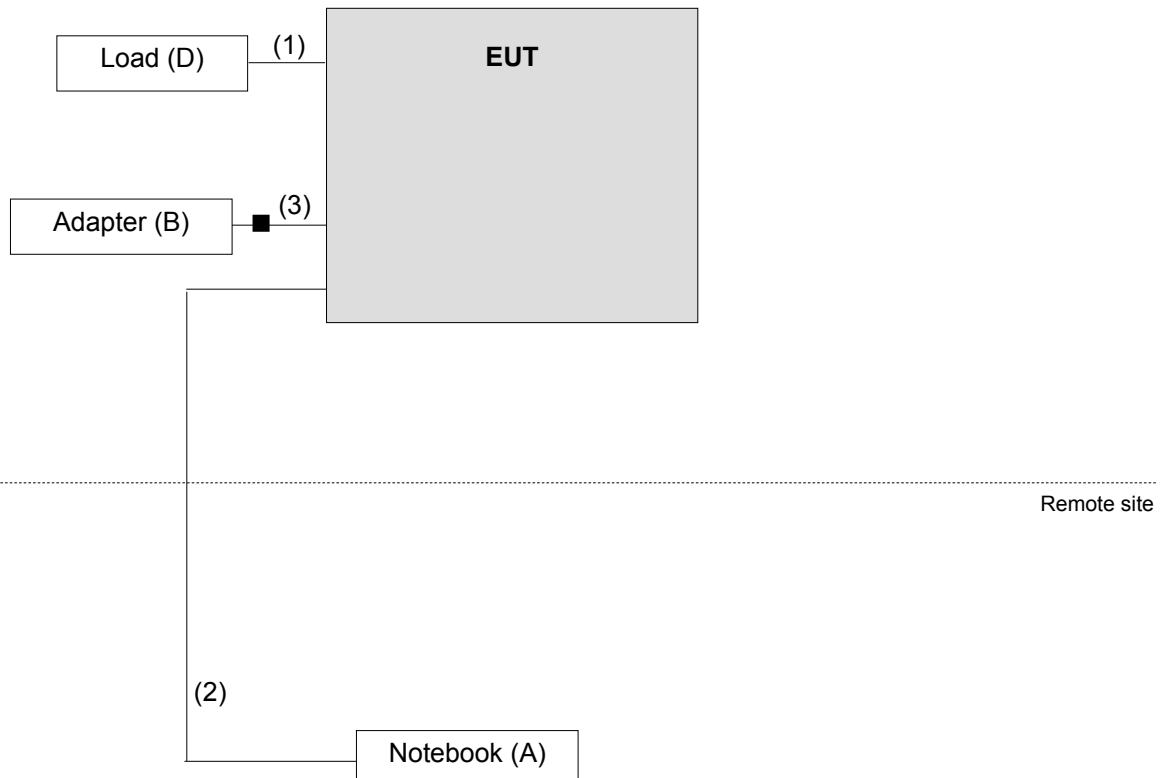 (1)
Load (D)
EUT
(3)
Adapter (B)
Remote site
(2)
Notebook (A)